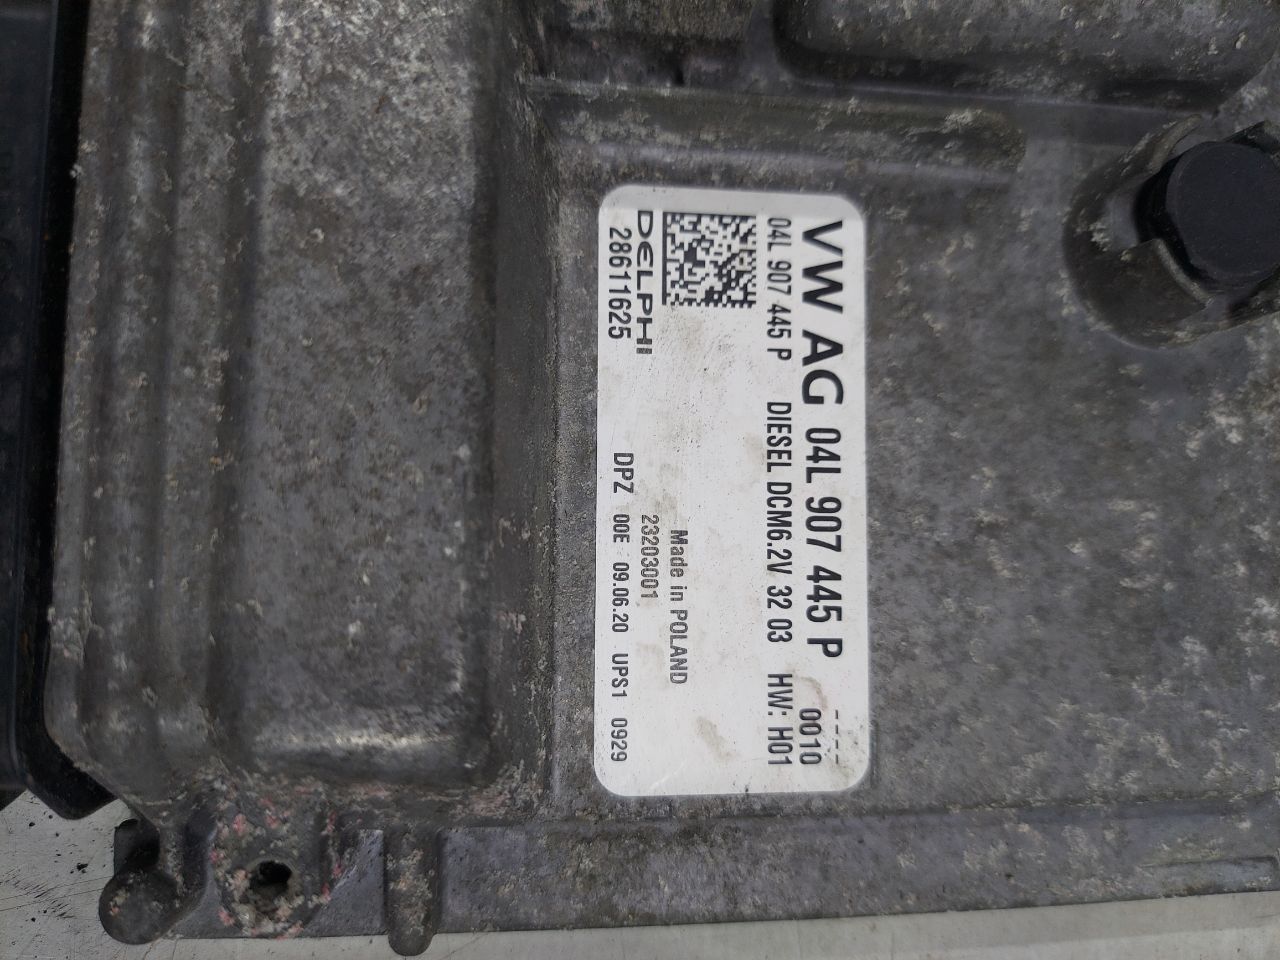 VW AG 04L 907 445 P ----
04L 907 445 P DIESEL DCM6.2V 32 03 0010
HW: H01
Made in POLAND
DELPHI 23203001
28611625 DPZ 00E 09.06.20 UPS1 0929